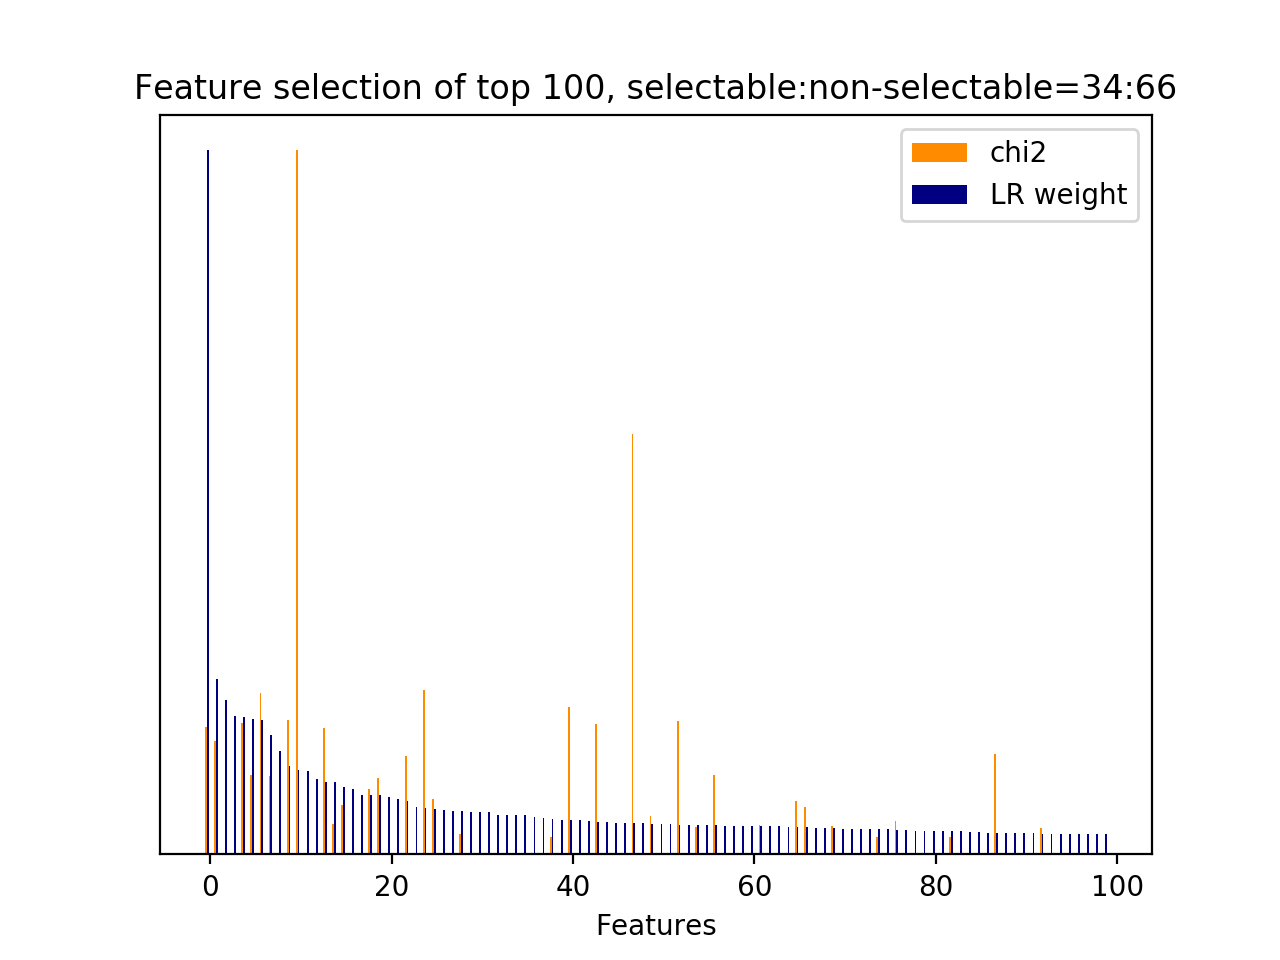 Feature selection of top 100, selectable:non-selectable=34:66
chi2
LR weight
0 20 40 60 80 100
Features